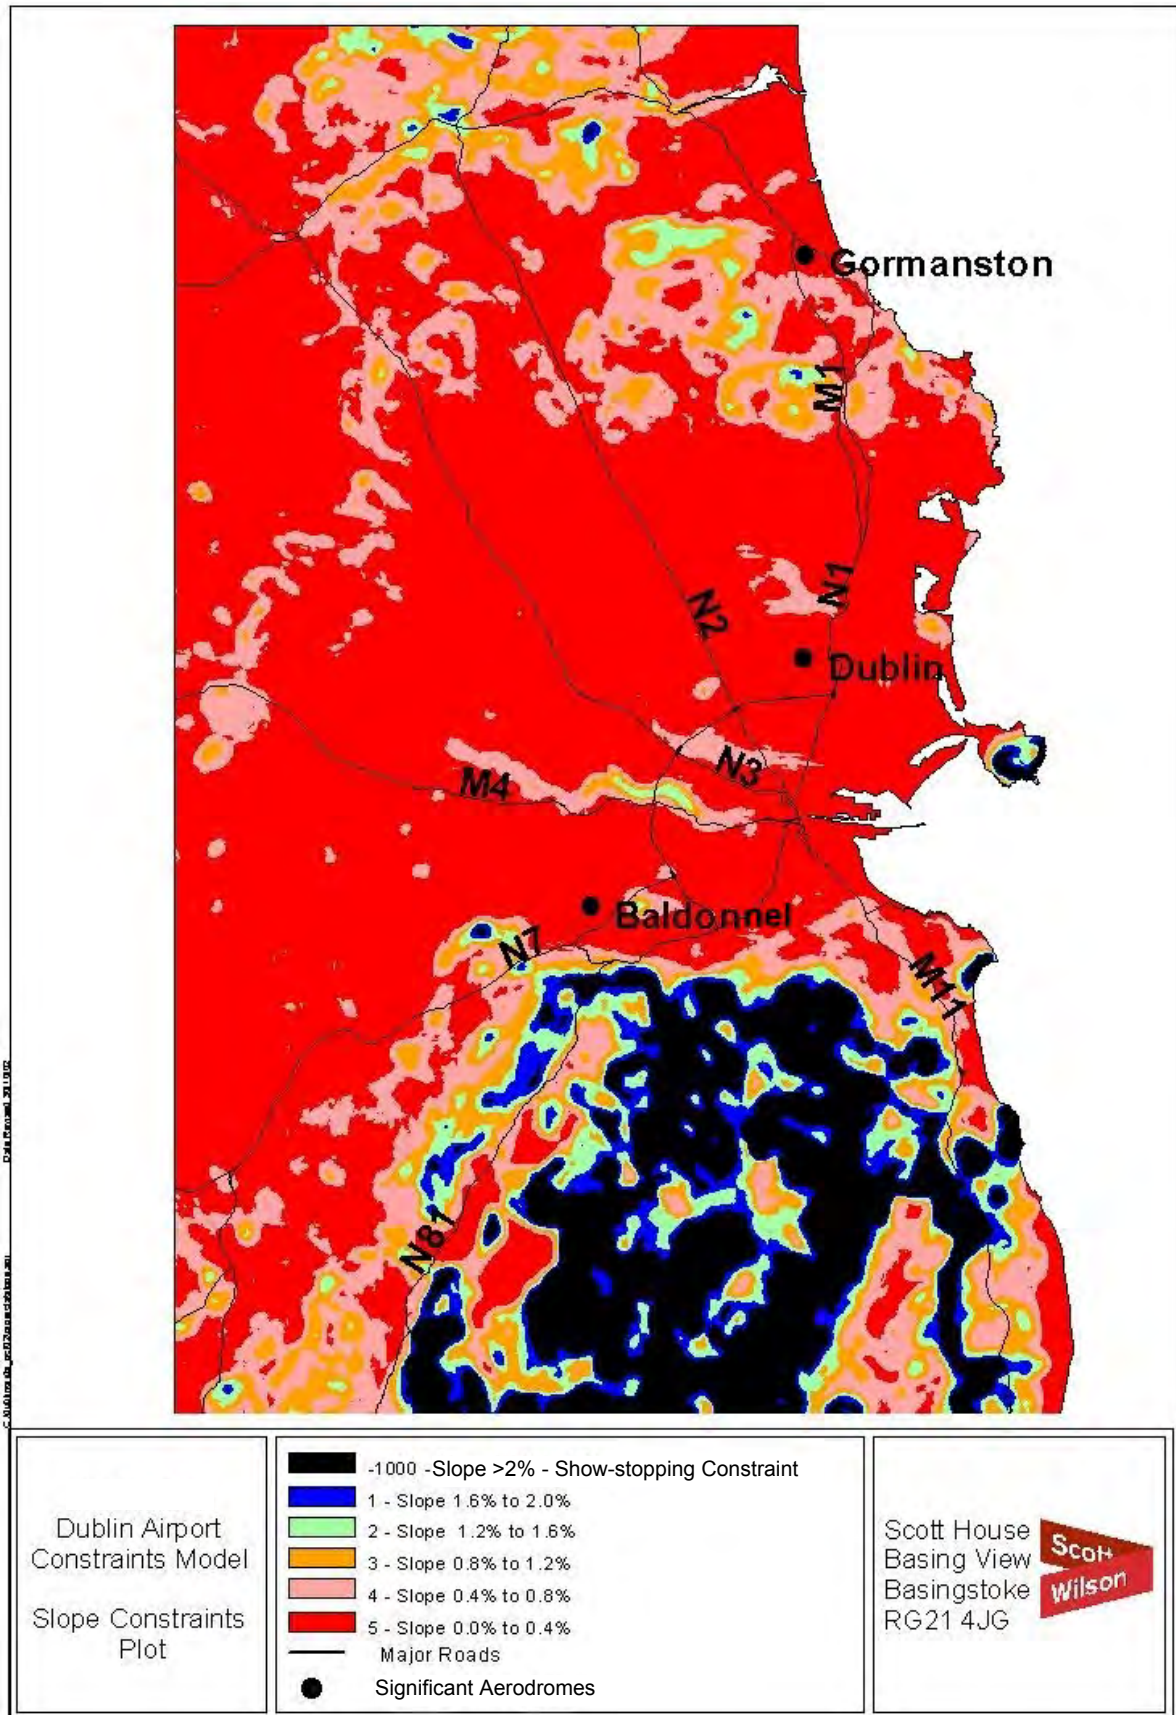 Gormanston
M1
N1
N2
Dublin
N3
M4
Baldonnel
N7
M11
N81
Dublin Airport
Constraints Model
Slope Constraints
Plot
-1000 -Slope >2% - Show-stopping Constraint
1 - Slope 1.6% to 2.0%
2 - Slope 1.2% to 1.6%
3 - Slope 0.8% to 1.2%
4 - Slope 0.4% to 0.8%
5 - Slope 0.0% to 0.4%
Major Roads
Significant Aerodromes
Scott House
Basing View
Basingstoke
RG21 4JG
Scott
Wilson